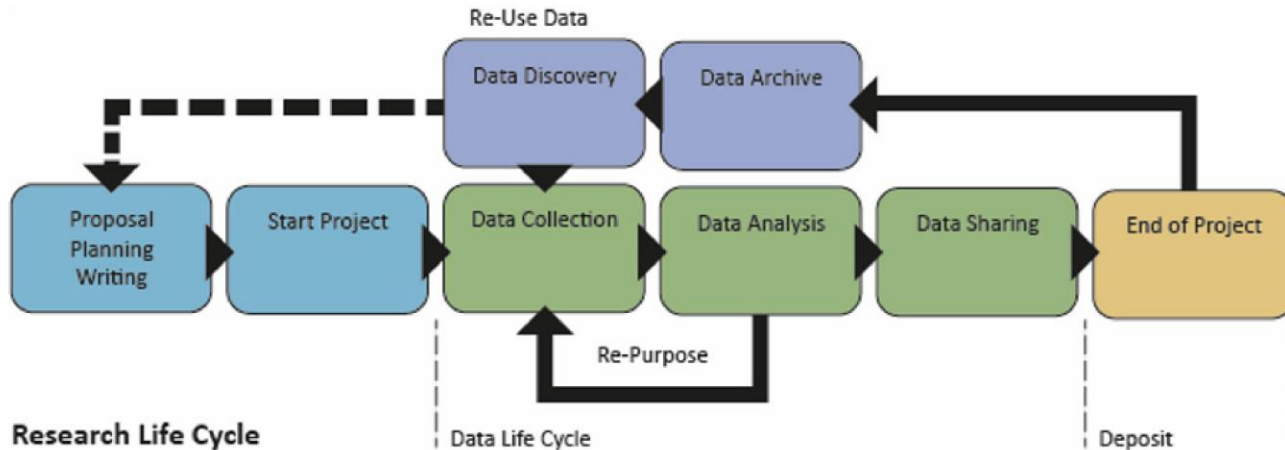 Re-Use Data
Data Discovery
Data Archive
Proposal
Planning
Writing
Start Project
Data Collection
Data Analysis
Data Sharing
End of Project
Re-Purpose
Research Life Cycle
Data Life Cycle
Deposit